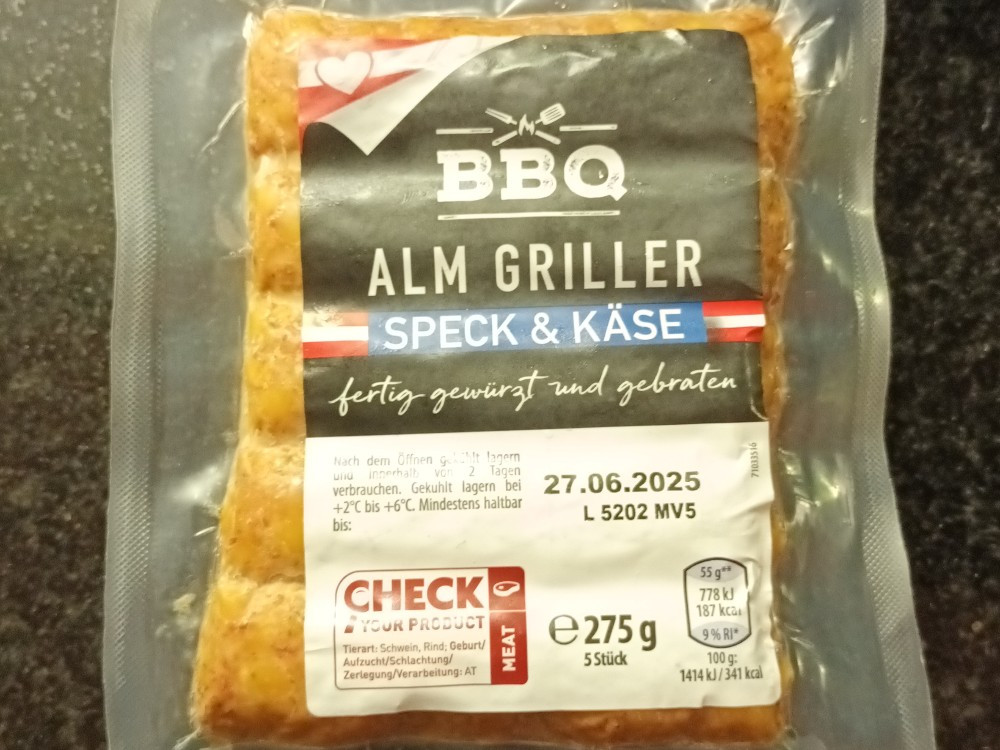 BBQ
ALM GRILLER
SPECK & KÄSE
fertig gewürzt und gebraten
Nach dem Öffnen gekühlt lagern
und innerhalb von 2 Tagen
verbrauchen. Gekühlt lagern bei
+2°C bis +6°C. Mindestens haltbar
bis:
27.06.2025
L 5202 MV5
71033516
CHECK
YOUR PRODUCT
MEAT
Tierart: Schwein, Rind; Geburt/
Aufzucht/Schlachtung/
Zerlegung/Verarbeitung: AT
℮ 275 g
5 Stück
55 g**
778 kJ
187 kcal
9 % RI*
100 g:
1414 kJ / 341 kcal